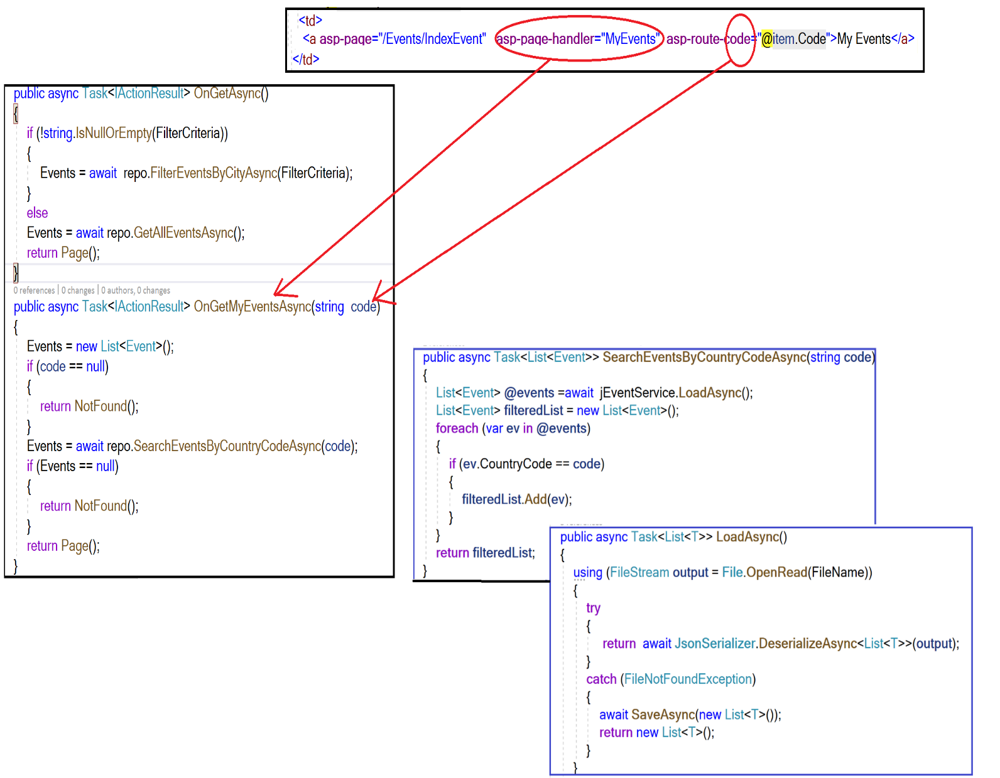 <td>
<a asp-page="/Events/IndexEvent" asp-page-handler="MyEvents" asp-route-code="@item.Code">My Events</a>
</td>
public async Task<IActionResult> OnGetAsync()
{
if (!string.IsNullOrEmpty(FilterCriteria))
{
Events = await repo.FilterEventsByCityAsync(FilterCriteria);
}
else
Events = await repo.GetAllEventsAsync();
return Page();
}
0 references | 0 changes | 0 authors, 0 changes
public async Task<IActionResult> OnGetMyEventsAsync(string code)
{
Events = new List<Event>();
if (code == null)
{
return NotFound();
}
Events = await repo.SearchEventsByCountryCodeAsync(code);
if (Events == null)
{
return NotFound();
}
return Page();
}
public async Task<List<Event>> SearchEventsByCountryCodeAsync(string code)
{
List<Event> @events =await jEventService.LoadAsync();
List<Event> filteredList = new List<Event>();
foreach (var ev in @events)
{
if (ev.CountryCode == code)
{
filteredList.Add(ev);
}
}
return filteredList;
}
public async Task<List<T>> LoadAsync()
{
using (FileStream output = File.OpenRead(FileName))
{
try
{
return await JsonSerializer.DeserializeAsync<List<T>>(output);
}
catch (FileNotFoundException)
{
await SaveAsync(new List<T>());
return new List<T>();
}
}